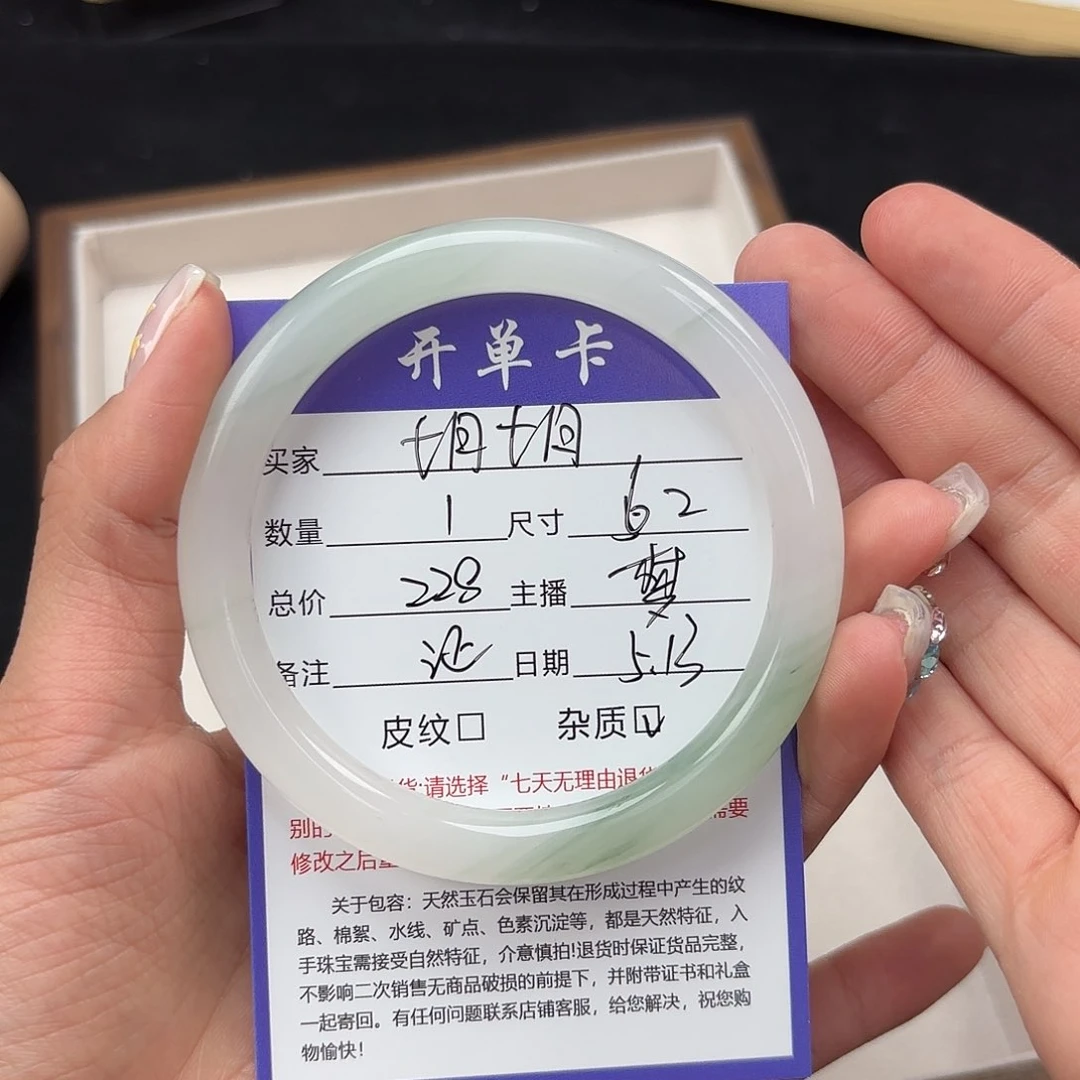 开单卡
买家
数量 1 尺寸 62
总价 228 主播 梦
备注 证 日期 5.13
皮纹□ 杂质☑
货:请选择“七天无理由退货
别的 需要
修改之后
关于包容：天然玉石会保留其在形成过程中产生的纹
路、棉絮、水线、矿点、色素沉淀等，都是天然特征，入
手珠宝需接受自然特征，介意慎拍!退货时保证货品完整，
不影响二次销售无商品破损的前提下，并附带证书和礼盒
一起寄回。有任何问题联系店铺客服，给您解决，祝您购
物愉快！